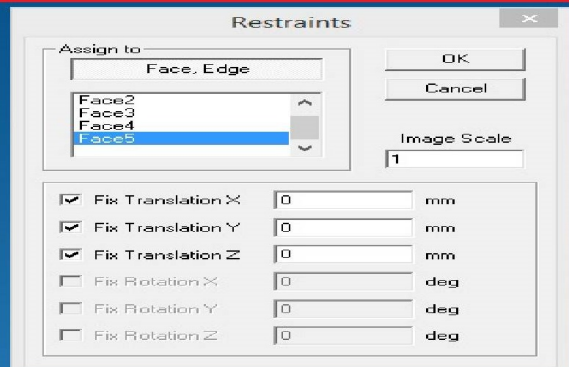 Restraints
Assign to
Face, Edge
Face2
Face3
Face4
Face5
OK
Cancel
Image Scale
1
Fix Translation X 0 mm
Fix Translation Y 0 mm
Fix Translation Z 0 mm
Fix Rotation X 0 deg
Fix Rotation Y 0 deg
Fix Rotation Z 0 deg